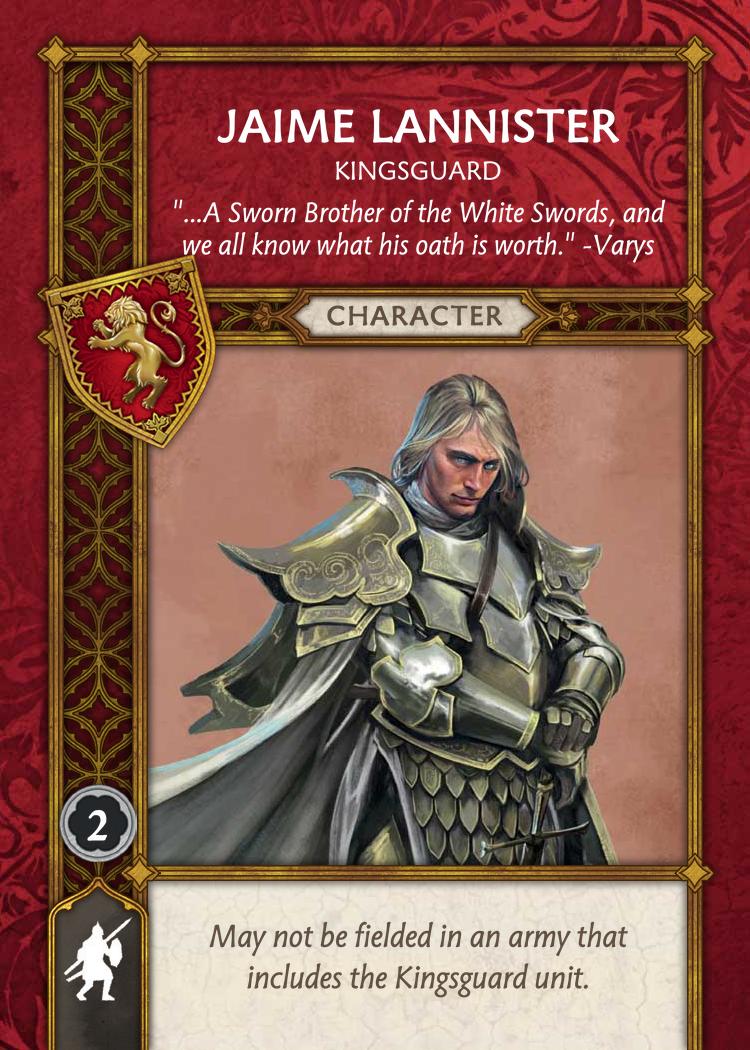 JAIME LANNISTER
KINGSGUARD
"...A Sworn Brother of the White Swords, and
we all know what his oath is worth." -Varys
CHARACTER
2
May not be fielded in an army that
includes the Kingsguard unit.